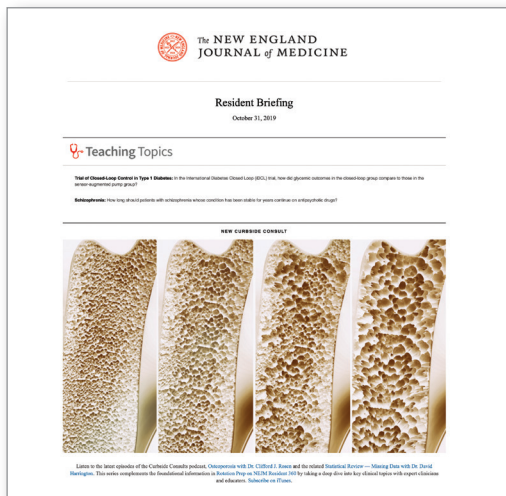 The NEW ENGLAND
JOURNAL of MEDICINE
Resident Briefing
October 31, 2019
Teaching Topics
Trial of Closed-Loop Control in Type 1 Diabetes: In the International Diabetes Closed Loop (iDCL) trial, how did glycemic outcomes in the closed-loop group compare to those in the
sensor-augmented pump group?
Schizophrenia: How long should patients with schizophrenia whose condition has been stable for years continue on antipsychotic drugs?
NEW CURBSIDE CONSULT
Listen to the latest episodes of the Curbside Consults podcast, Osteoporosis with Dr. Clifford J. Rosen and the related Statistical Review — Missing Data with Dr. David
Harrington. This series complements the foundational information in Rotation Prep on NEJM Resident 360 by taking a deep dive into key clinical topics with expert clinicians
and educators. Subscribe on iTunes.